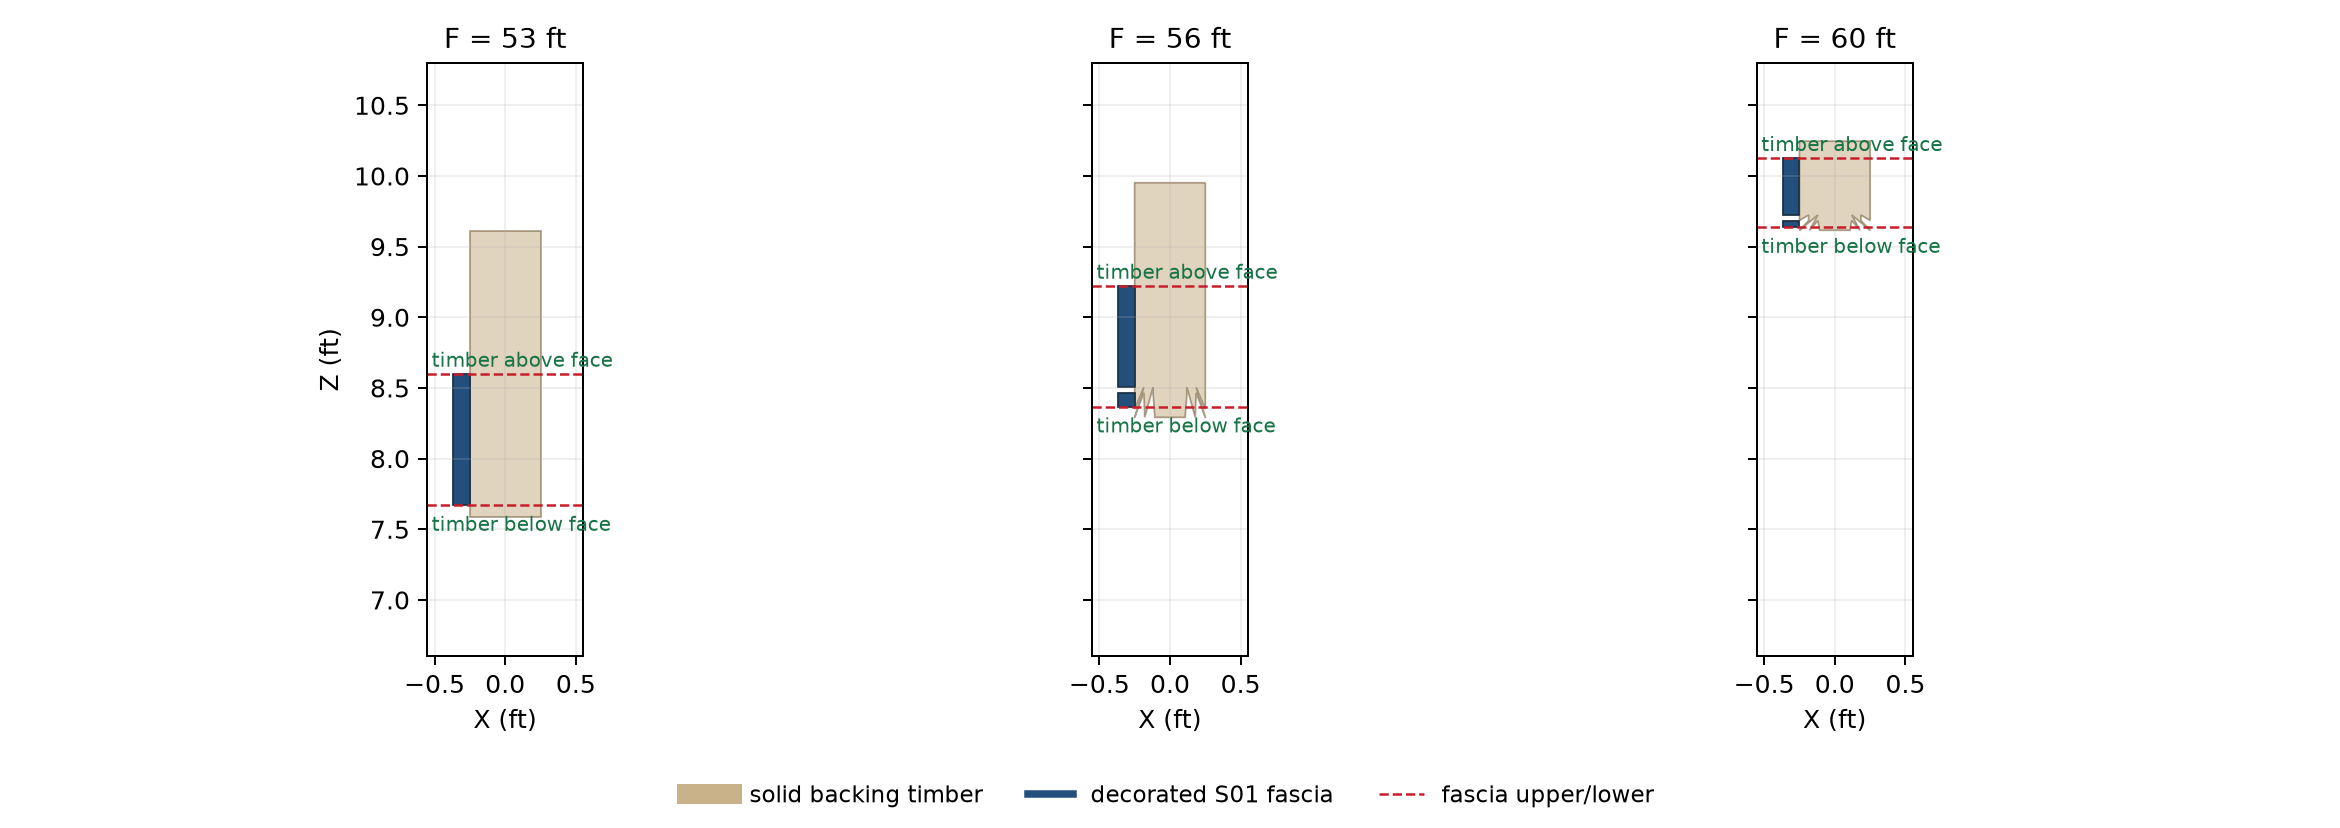 F = 53 ft
F = 56 ft
F = 60 ft
10.5
10.0
9.5
9.0
8.5
8.0
7.5
7.0
Z (ft)
timber above face
timber below face
timber above face
timber below face
timber above face
timber below face
−0.5 0.0 0.5
−0.5 0.0 0.5
−0.5 0.0 0.5
X (ft)
X (ft)
X (ft)
solid backing timber
decorated S01 fascia
fascia upper/lower